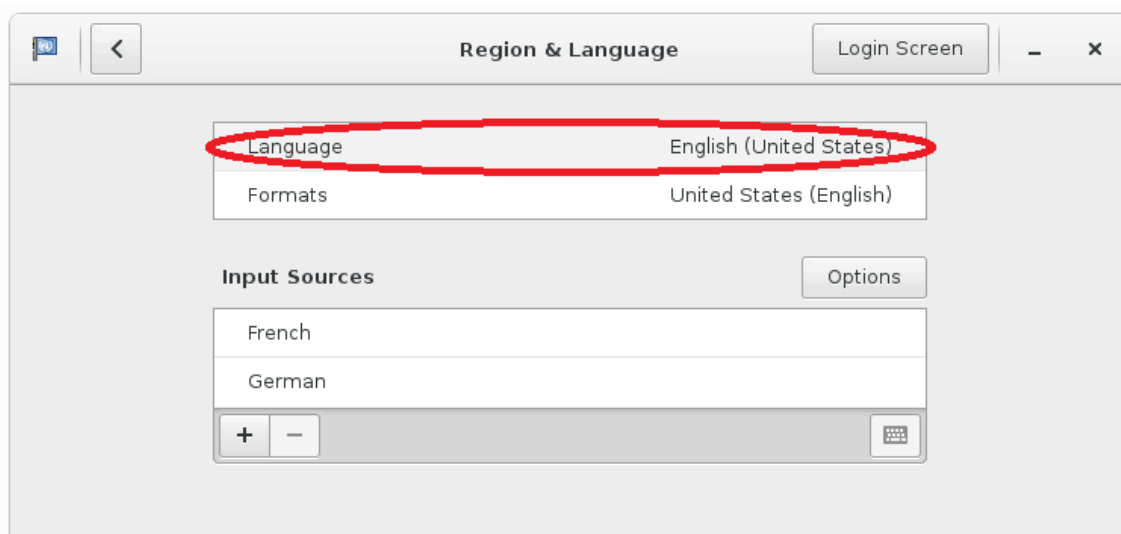 Region & Language
Login Screen
Language English (United States)
Formats United States (English)
Input Sources
Options
French
German